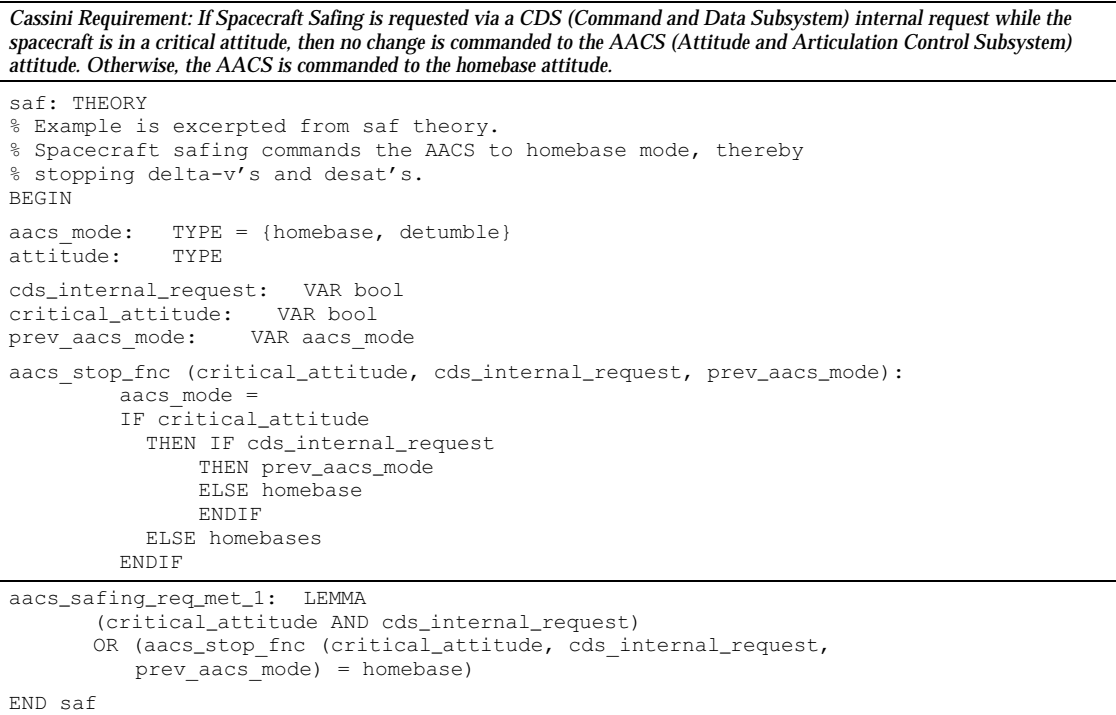 Cassini Requirement: If Spacecraft Safing is requested via a CDS (Command and Data Subsystem) internal request while the
spacecraft is in a critical attitude, then no change is commanded to the AACS (Attitude and Articulation Control Subsystem)
attitude. Otherwise, the AACS is commanded to the homebase attitude.
saf: THEORY
% Example is excerpted from saf theory.
% Spacecraft safing commands the AACS to homebase mode, thereby
% stopping delta-v's and desat's.
BEGIN
aacs_mode:   TYPE = {homebase, detumble}
attitude:    TYPE
cds_internal_request:   VAR bool
critical_attitude:   VAR bool
prev_aacs_mode:    VAR aacs_mode
aacs_stop_fnc (critical_attitude, cds_internal_request, prev_aacs_mode):
        aacs_mode =
        IF critical_attitude
          THEN IF cds_internal_request
              THEN prev_aacs_mode
              ELSE homebase
              ENDIF
          ELSE homebases
        ENDIF
aacs_safing_req_met_1:  LEMMA
      (critical_attitude AND cds_internal_request)
      OR (aacs_stop_fnc (critical_attitude, cds_internal_request,
         prev_aacs_mode) = homebase)
END saf